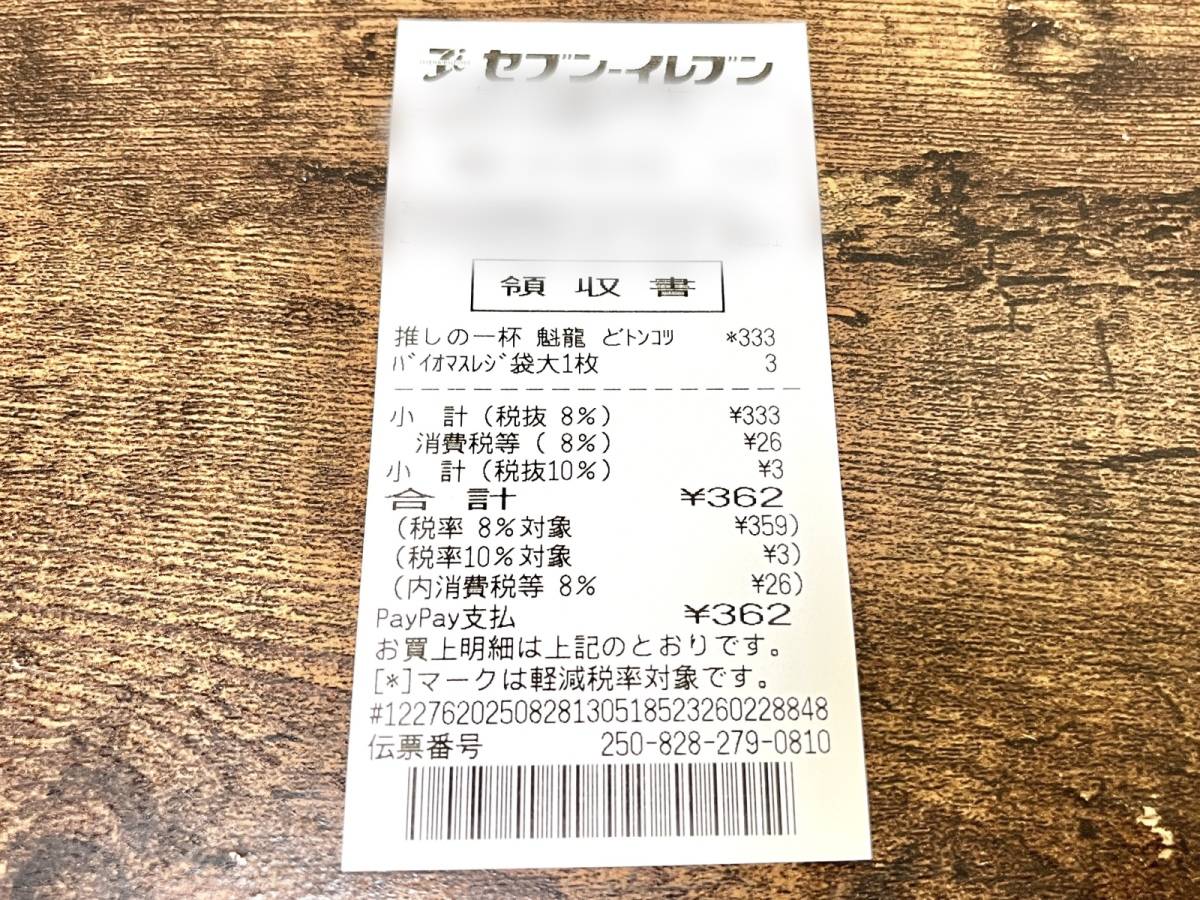 セブン-イレブン
領収書
推しの一杯 魁龍 どトンコツ *333
ﾊﾞｲｵﾏｽﾚｼﾞ袋大1枚 3
小 計(税抜 8%) ¥333
消費税等( 8%) ¥26
小 計(税抜10%) ¥3
合 計 ¥362
(税率 8%対象 ¥359)
(税率10%対象 ¥3)
(内消費税等 8% ¥26)
PayPay支払 ¥362
お買上明細は上記のとおりです。
[*]マークは軽減税率対象です。
#122762025082813051852326022884​8
伝票番号 250-828-279-0810